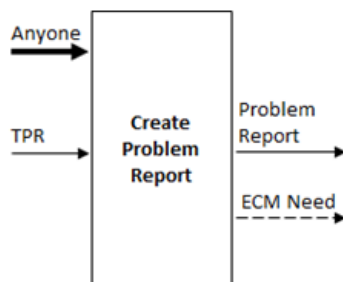 Anyone
TPR
Create
Problem
Report
Problem
Report
ECM Need